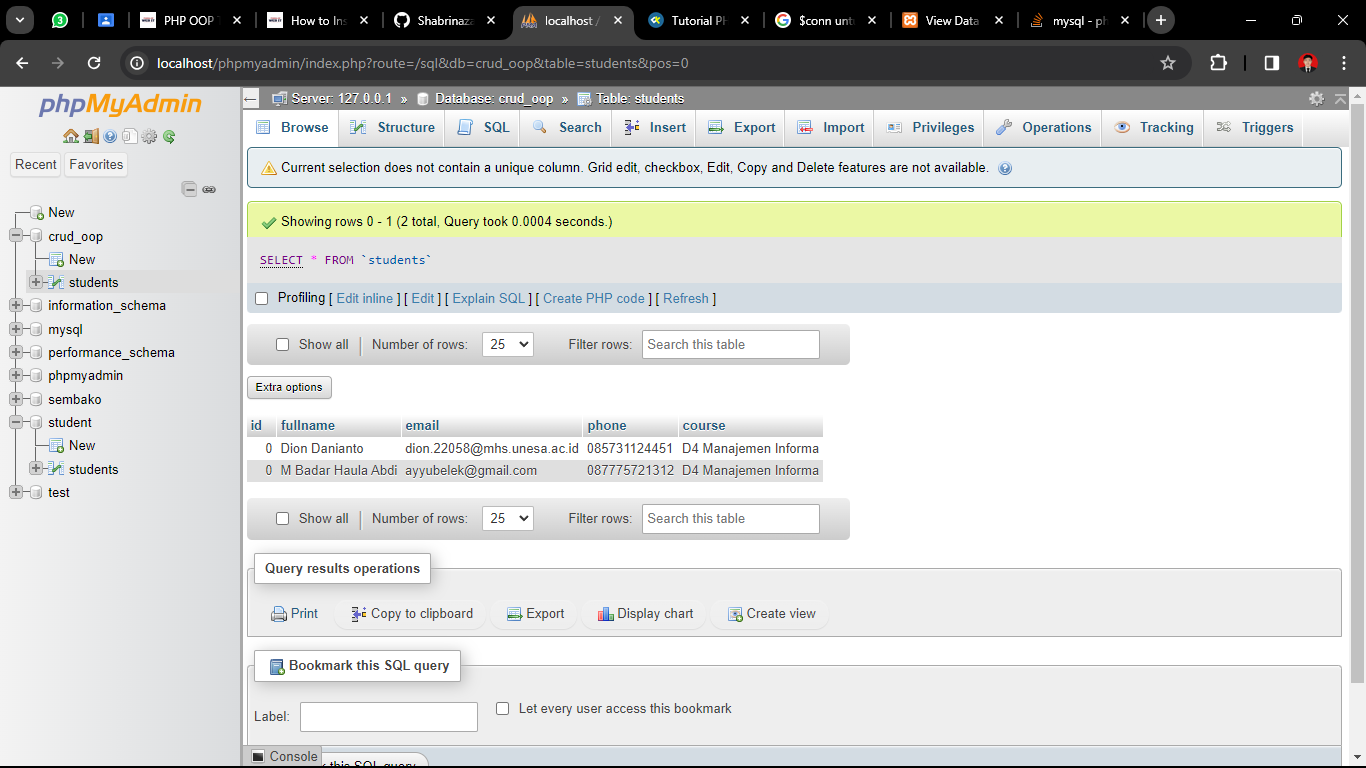 3
PHP OOP T
How to Ins
Shabrinaza
localhost /
Tutorial PH
$conn untu
View Data
mysql - ph
localhost/phpmyadmin/index.php?route=/sql&db=crud_oop&table=students&pos=0
phpMyAdmin
Recent Favorites
New
crud_oop
New
students
information_schema
mysql
performance_schema
phpmyadmin
sembako
student
New
students
test
Server: 127.0.0.1 » Database: crud_oop » Table: students
Browse Structure SQL Search Insert Export Import Privileges Operations Tracking Triggers
Current selection does not contain a unique column. Grid edit, checkbox, Edit, Copy and Delete features are not available.
Showing rows 0 - 1 (2 total, Query took 0.0004 seconds.)
SELECT * FROM `students`
Profiling [ Edit inline ] [ Edit ] [ Explain SQL ] [ Create PHP code ] [ Refresh ]
Show all Number of rows: 25 Filter rows: Search this table
Extra options
id fullname email phone course
0 Dion Danianto dion.22058@mhs.unesa.ac.id 085731124451 D4 Manajemen Informa
0 M Badar Haula Abdi ayyubelek@gmail.com 087775721312 D4 Manajemen Informa
Show all Number of rows: 25 Filter rows: Search this table
Query results operations
Print Copy to clipboard Export Display chart Create view
Bookmark this SQL query
Label: Let every user access this bookmark
Console
this SQL query